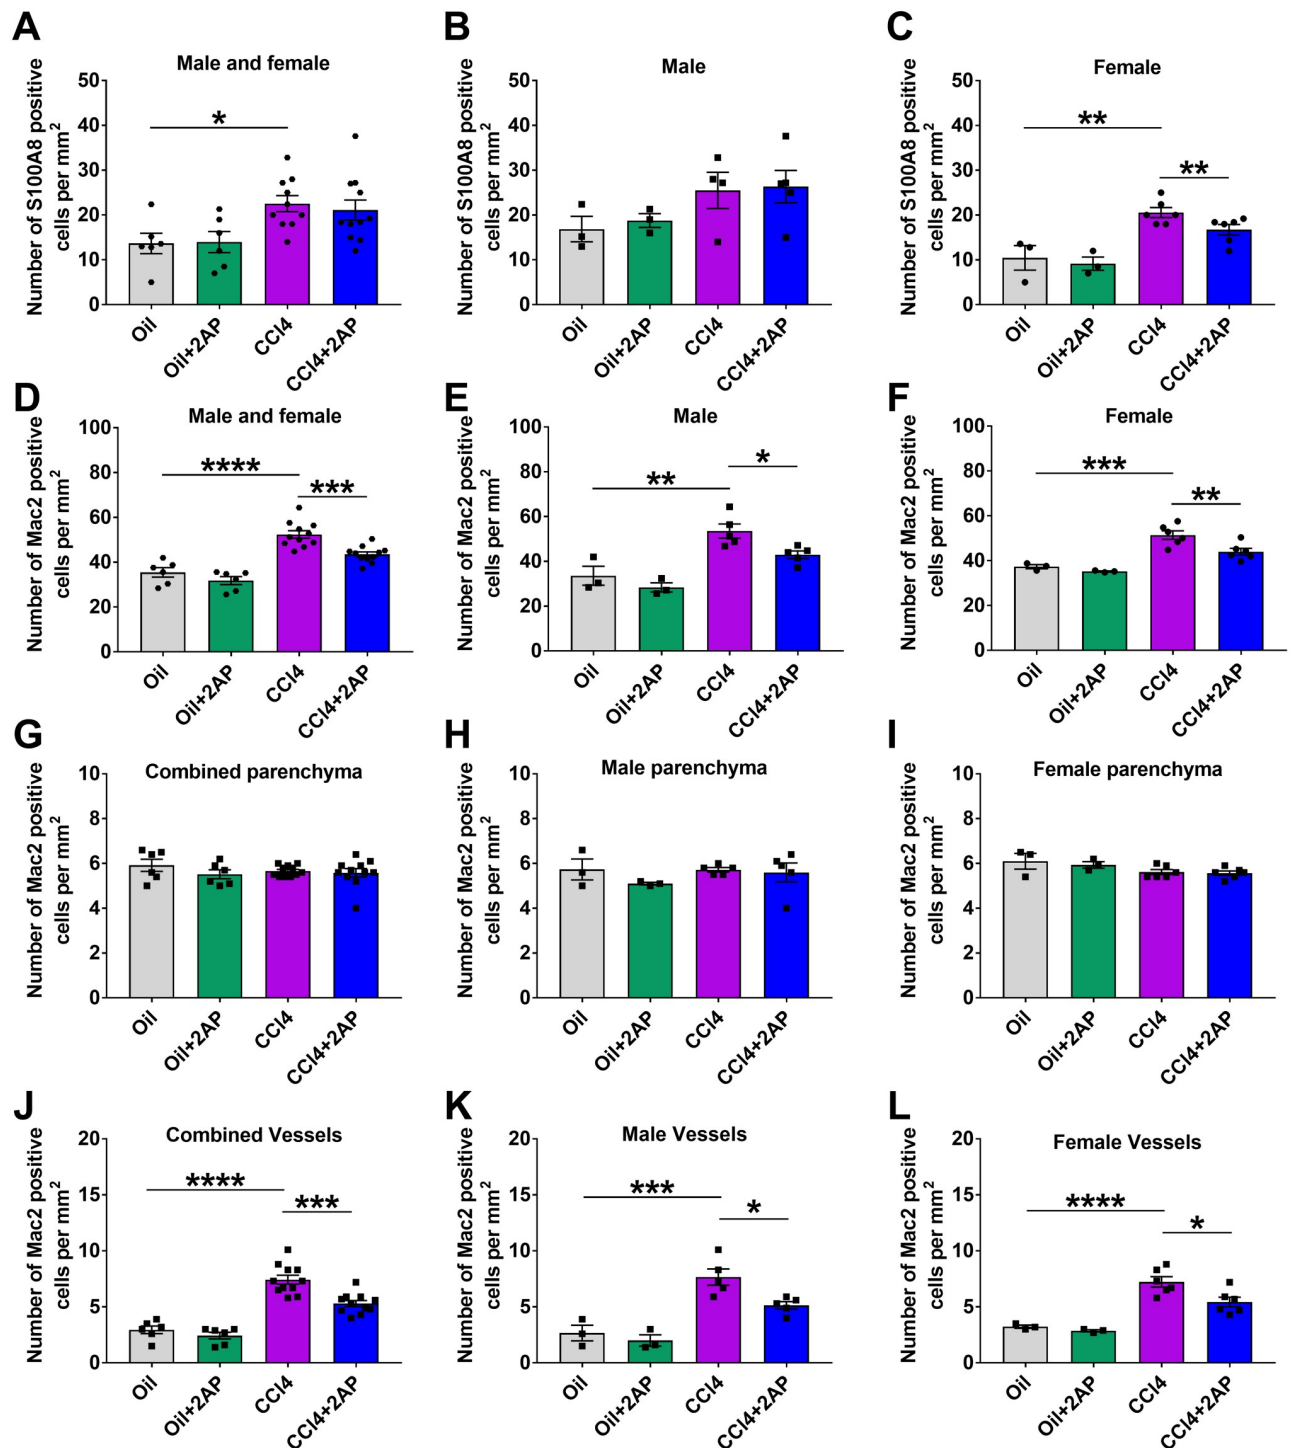 A
Male and female
Number of S100A8 positive
cells per mm2
50
40
30
20
10
0
*
Oil
Oil+2AP
CCl4
CCl4+2AP
B
Male
Number of S100A8 positive
cells per mm2
50
40
30
20
10
0
Oil
Oil+2AP
CCl4
CCl4+2AP
C
Female
Number of S100A8 positive
cells per mm2
50
40
30
20
10
0
**
**
Oil
Oil+2AP
CCl4
CCl4+2AP
D
Male and female
Number of Mac2 positive
cells per mm2
100
80
60
40
20
0
****
***
Oil
Oil+2AP
CCl4
CCl4+2AP
E
Male
Number of Mac2 positive
cells per mm2
100
80
60
40
20
0
**
*
Oil
Oil+2AP
CCl4
CCl4+2AP
F
Female
Number of Mac2 positive
cells per mm2
100
80
60
40
20
0
***
**
Oil
Oil+2AP
CCl4
CCl4+2AP
G
Combined parenchyma
Number of Mac2 positive
cells per mm2
10
8
6
4
2
0
Oil
Oil+2AP
CCl4
CCl4+2AP
H
Male parenchyma
Number of Mac2 positive
cells per mm2
10
8
6
4
2
0
Oil
Oil+2AP
CCl4
CCl4+2AP
I
Female parenchyma
Number of Mac2 positive
cells per mm2
10
8
6
4
2
0
Oil
Oil+2AP
CCl4
CCl4+2AP
J
Combined Vessels
Number of Mac2 positive
cells per mm2
20
15
10
5
0
****
***
Oil
Oil+2AP
CCl4
CCl4+2AP
K
Male Vessels
Number of Mac2 positive
cells per mm2
20
15
10
5
0
***
*
Oil
Oil+2AP
CCl4
CCl4+2AP
L
Female Vessels
Number of Mac2 positive
cells per mm2
20
15
10
5
0
****
*
Oil
Oil+2AP
CCl4
CCl4+2AP